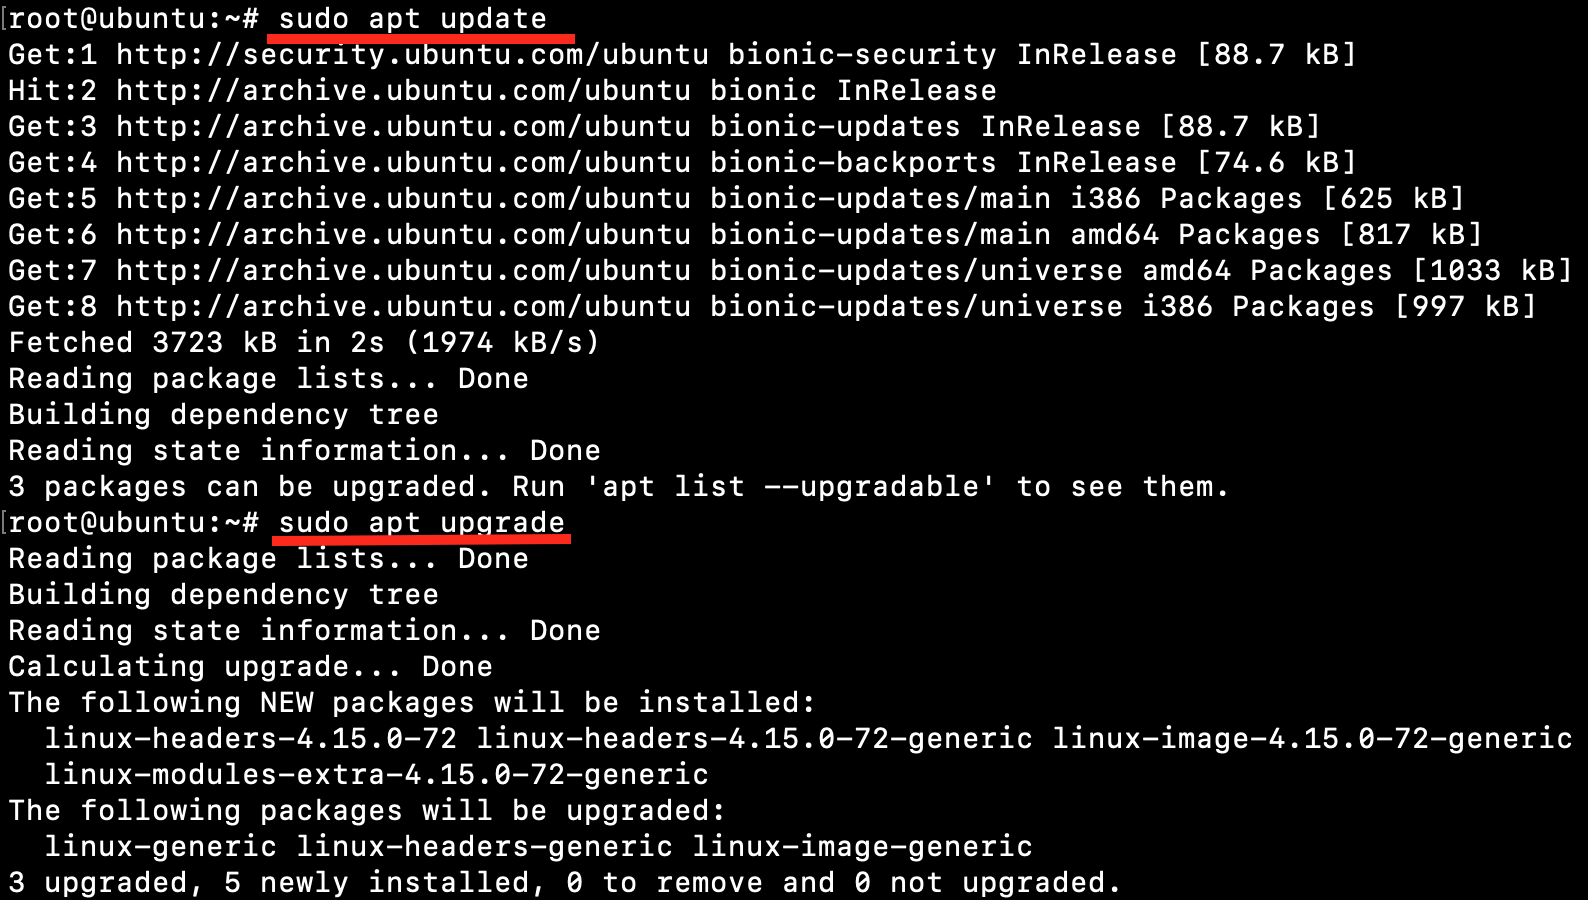 [root@ubuntu:~# sudo apt update
Get:1 http://security.ubuntu.com/ubuntu bionic-security InRelease [88.7 kB]
Hit:2 http://archive.ubuntu.com/ubuntu bionic InRelease
Get:3 http://archive.ubuntu.com/ubuntu bionic-updates InRelease [88.7 kB]
Get:4 http://archive.ubuntu.com/ubuntu bionic-backports InRelease [74.6 kB]
Get:5 http://archive.ubuntu.com/ubuntu bionic-updates/main i386 Packages [625 kB]
Get:6 http://archive.ubuntu.com/ubuntu bionic-updates/main amd64 Packages [817 kB]
Get:7 http://archive.ubuntu.com/ubuntu bionic-updates/universe amd64 Packages [1033 kB]
Get:8 http://archive.ubuntu.com/ubuntu bionic-updates/universe i386 Packages [997 kB]
Fetched 3723 kB in 2s (1974 kB/s)
Reading package lists... Done
Building dependency tree
Reading state information... Done
3 packages can be upgraded. Run 'apt list --upgradable' to see them.
[root@ubuntu:~# sudo apt upgrade
Reading package lists... Done
Building dependency tree
Reading state information... Done
Calculating upgrade... Done
The following NEW packages will be installed:
  linux-headers-4.15.0-72 linux-headers-4.15.0-72-generic linux-image-4.15.0-72-generic
  linux-modules-extra-4.15.0-72-generic
The following packages will be upgraded:
  linux-generic linux-headers-generic linux-image-generic
3 upgraded, 5 newly installed, 0 to remove and 0 not upgraded.